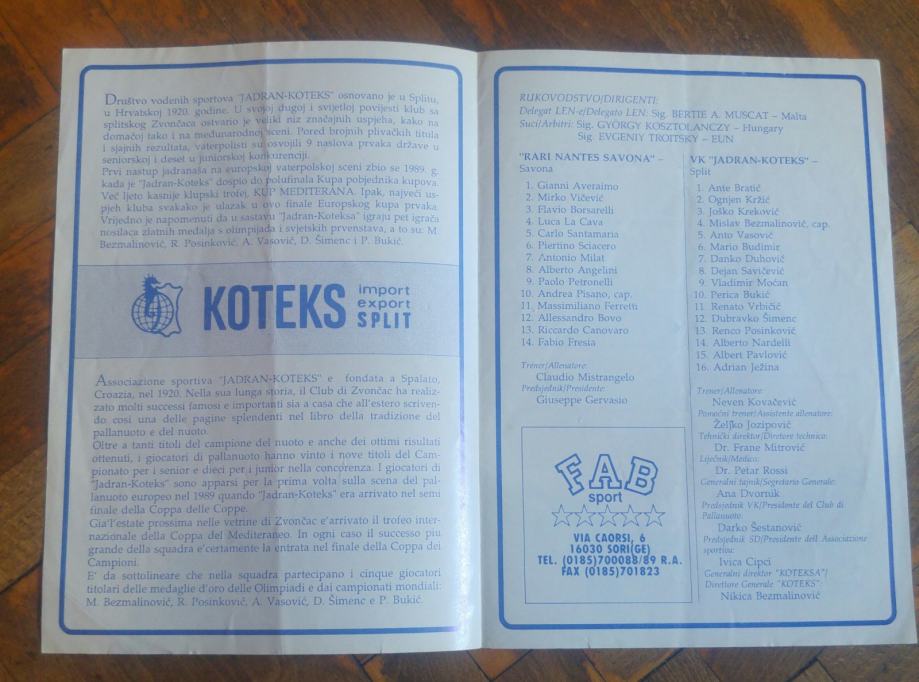 Društvo vodenih sportova "JADRAN-KOTEKS" osnovano je u Splitu,
u Hrvatskoj 1920. godine. U svojoj dugoj i svijetloj povijesti klub sa
splitskog Zvončaca ostvario je velik niz značajnih uspjeha, kako na
domaćoj tako i na međunarodnoj sceni. Pored brojnih plivačkih titula
i sjajnih rezultata, vaterpolisti su osvojili 9 naslova prvaka države u
seniorskoj i deset u juniorskoj konkurenciji.
Prvi nastup jadranaša na europskoj vaterpolskoj sceni zbio se 1989. g.
kada je "Jadran-Koteks" dospio do polufinala Kupa pobjednika kupova.
Već ljeto kasnije klupski trofej, KUP MEDITERANA. Ipak, najveći us-
pjeh kluba svakako je ulazak u ovo finale Europskog kupa prvaka.
Vrijedno je napomenuti da u sastavu "Jadran-Koteksa" igraju pet igrača
nosilaca zlatnih medalja s olimpijada i svjetskih prvenstava, a to su: M.
Bezmalinović, R. Posinković, A. Vasović, D. Šimenc i P. Bukić.
KOTEKS
import
export
SPLIT
Associazione sportiva "JADRAN-KOTEKS" e fondata a Spalato,
Croazia, nel 1920. Nella sua lunga storia, il Club di Zvončac ha realiz-
zato molti successi famosi e importanti sia a casa che all'estero scriven-
do cosi una delle pagine splendenti nel libro della tradizione del
pallanuoto e del nuoto.
Oltre a tanti titoli del campione del nuoto e anche dei ottimi risultati
ottenuti, i giocatori di pallanuoto hanno vinto i nove titoli del Cam-
pionato per i senior e dieci per i junior nella concorenza. I giocatori di
"Jadran-Koteks" sono apparsi per la prima volta sulla scena del pal-
lanuoto europeo nel 1989 quando "Jadran-Koteks" era arrivato nel semi
finale della Coppa delle Coppe.
Gia'l'estate prossima nelle vetrine di Zvončac e'arrivato il trofeo inter-
nazionale della Coppa del Mediteraneo. In ogni caso il successo piu
grande della squadra e'certamente la entrata nel finale della Coppa dei
Campioni.
E' da sottolineare che nella squadra partecipano i cinque giocatori
titolari delle medaglie d'oro delle Olimpiadi e dai campionati mondiali:
M. Bezmalinović, R. Posinković, A. Vasović, D. Šimenc e P. Bukić.
RUKOVODSTVO/DIRIGENTI:
Delegat LEN-e/Delegato LEN: Sig. BERTIE A. MUSCAT – Malta
Suci/Arbitri: Sig. GYÖRGY KOSZTOLANCZY – Hungary
Sig. EVGENIY TROITSKY – EUN
"RARI NANTES SAVONA" –
Savona
1. Gianni Averaimo
2. Mirko Vičević
3. Flavio Borsarelli
4. Luca La Cava
5. Carlo Santamaria
6. Piertino Sciacero
7. Antonio Milat
8. Alberto Angelini
9. Paolo Petronelli
10. Andrea Pisano, cap.
11. Massimiliano Ferretti
12. Allessandro Bovo
13. Riccardo Canovaro
14. Fabio Fresia
Trener/Allenatore:
Claudio Mistrangelo
Predsjednik/Presidente:
Giuseppe Gervasio
FAB
sport
VIA CAORSI, 6
16030 SORI(GE)
TEL. (0185)700088/89 R.A.
FAX (0185)701823
VK "JADRAN-KOTEKS" –
Split
1. Ante Bratić
2. Ognjen Kržić
3. Joško Kreković
4. Mislav Bezmalinović, cap.
5. Anto Vasović
6. Mario Budimir
7. Danko Duhović
8. Dejan Savičević
9. Vladimir Moćan
10. Perica Bukić
11. Renato Vrbičić
12. Dubravko Šimenc
13. Renco Posinković
14. Alberto Nardelli
15. Albert Pavlović
16. Adrian Ježina
Trener/Allenatore:
Neven Kovačević
Pomoćni trener/Assistente allenatore:
Željko Jozipović
Tehnički direktor/Diretore technico:
Dr. Frane Mitrović
Liječnik/Medico:
Dr. Petar Rossi
Generalni tajnik/Segretario Generale:
Ana Dvornik
Predsjednik VK/Presidente del Club di
Pallanuoto
Darko Šestanović
Predsjednik SD/Presidente dell Associatione
sportiva:
Ivica Cipci
Generalni direktor "KOTEKSA"/
Direttore Generale "KOTEKS":
Nikica Bezmalinović